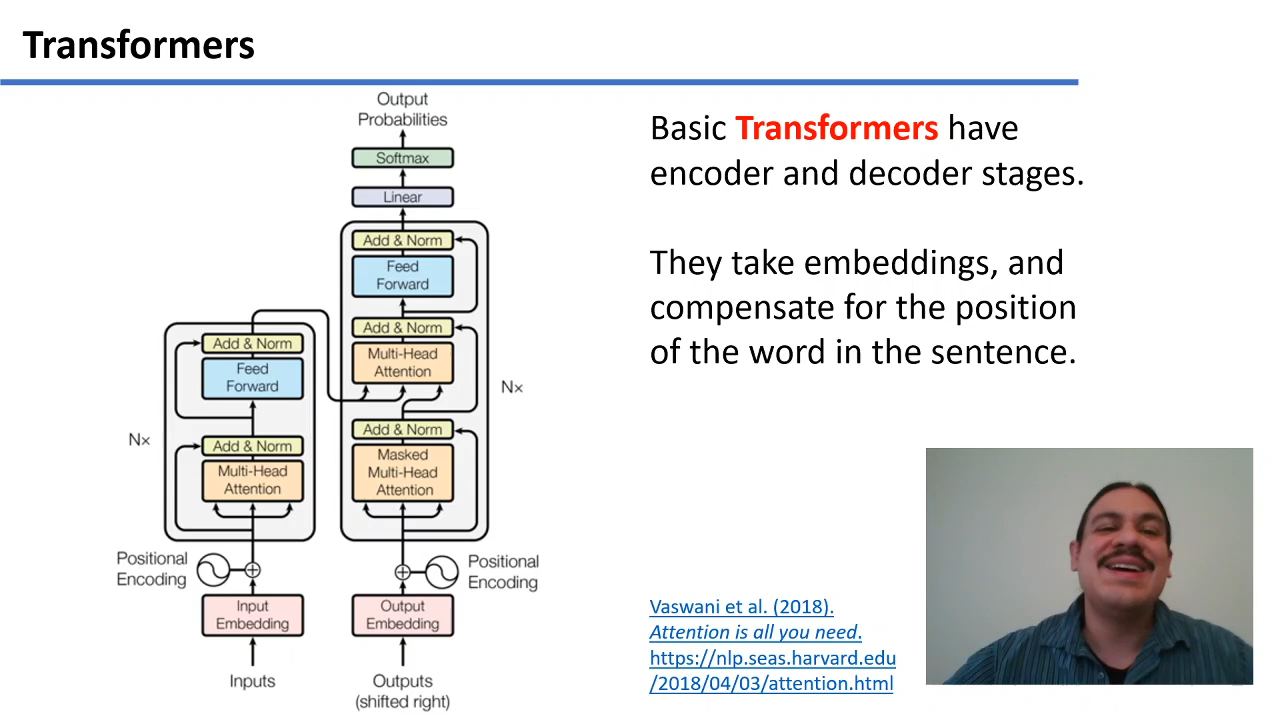 Transformers
Output
Probabilities
Softmax
Linear
Add & Norm
Feed
Forward
Add & Norm
Multi-Head
Attention
Nx
Add & Norm
Masked
Multi-Head
Attention
Add & Norm
Feed
Forward
Nx
Add & Norm
Multi-Head
Attention
Positional
Encoding
Positional
Encoding
Input
Embedding
Output
Embedding
Inputs
Outputs
(shifted right)
Basic Transformers have
encoder and decoder stages.
They take embeddings, and
compensate for the position
of the word in the sentence.
Vaswani et al. (2018).
Attention is all you need.
https://nlp.seas.harvard.edu
/2018/04/03/attention.html